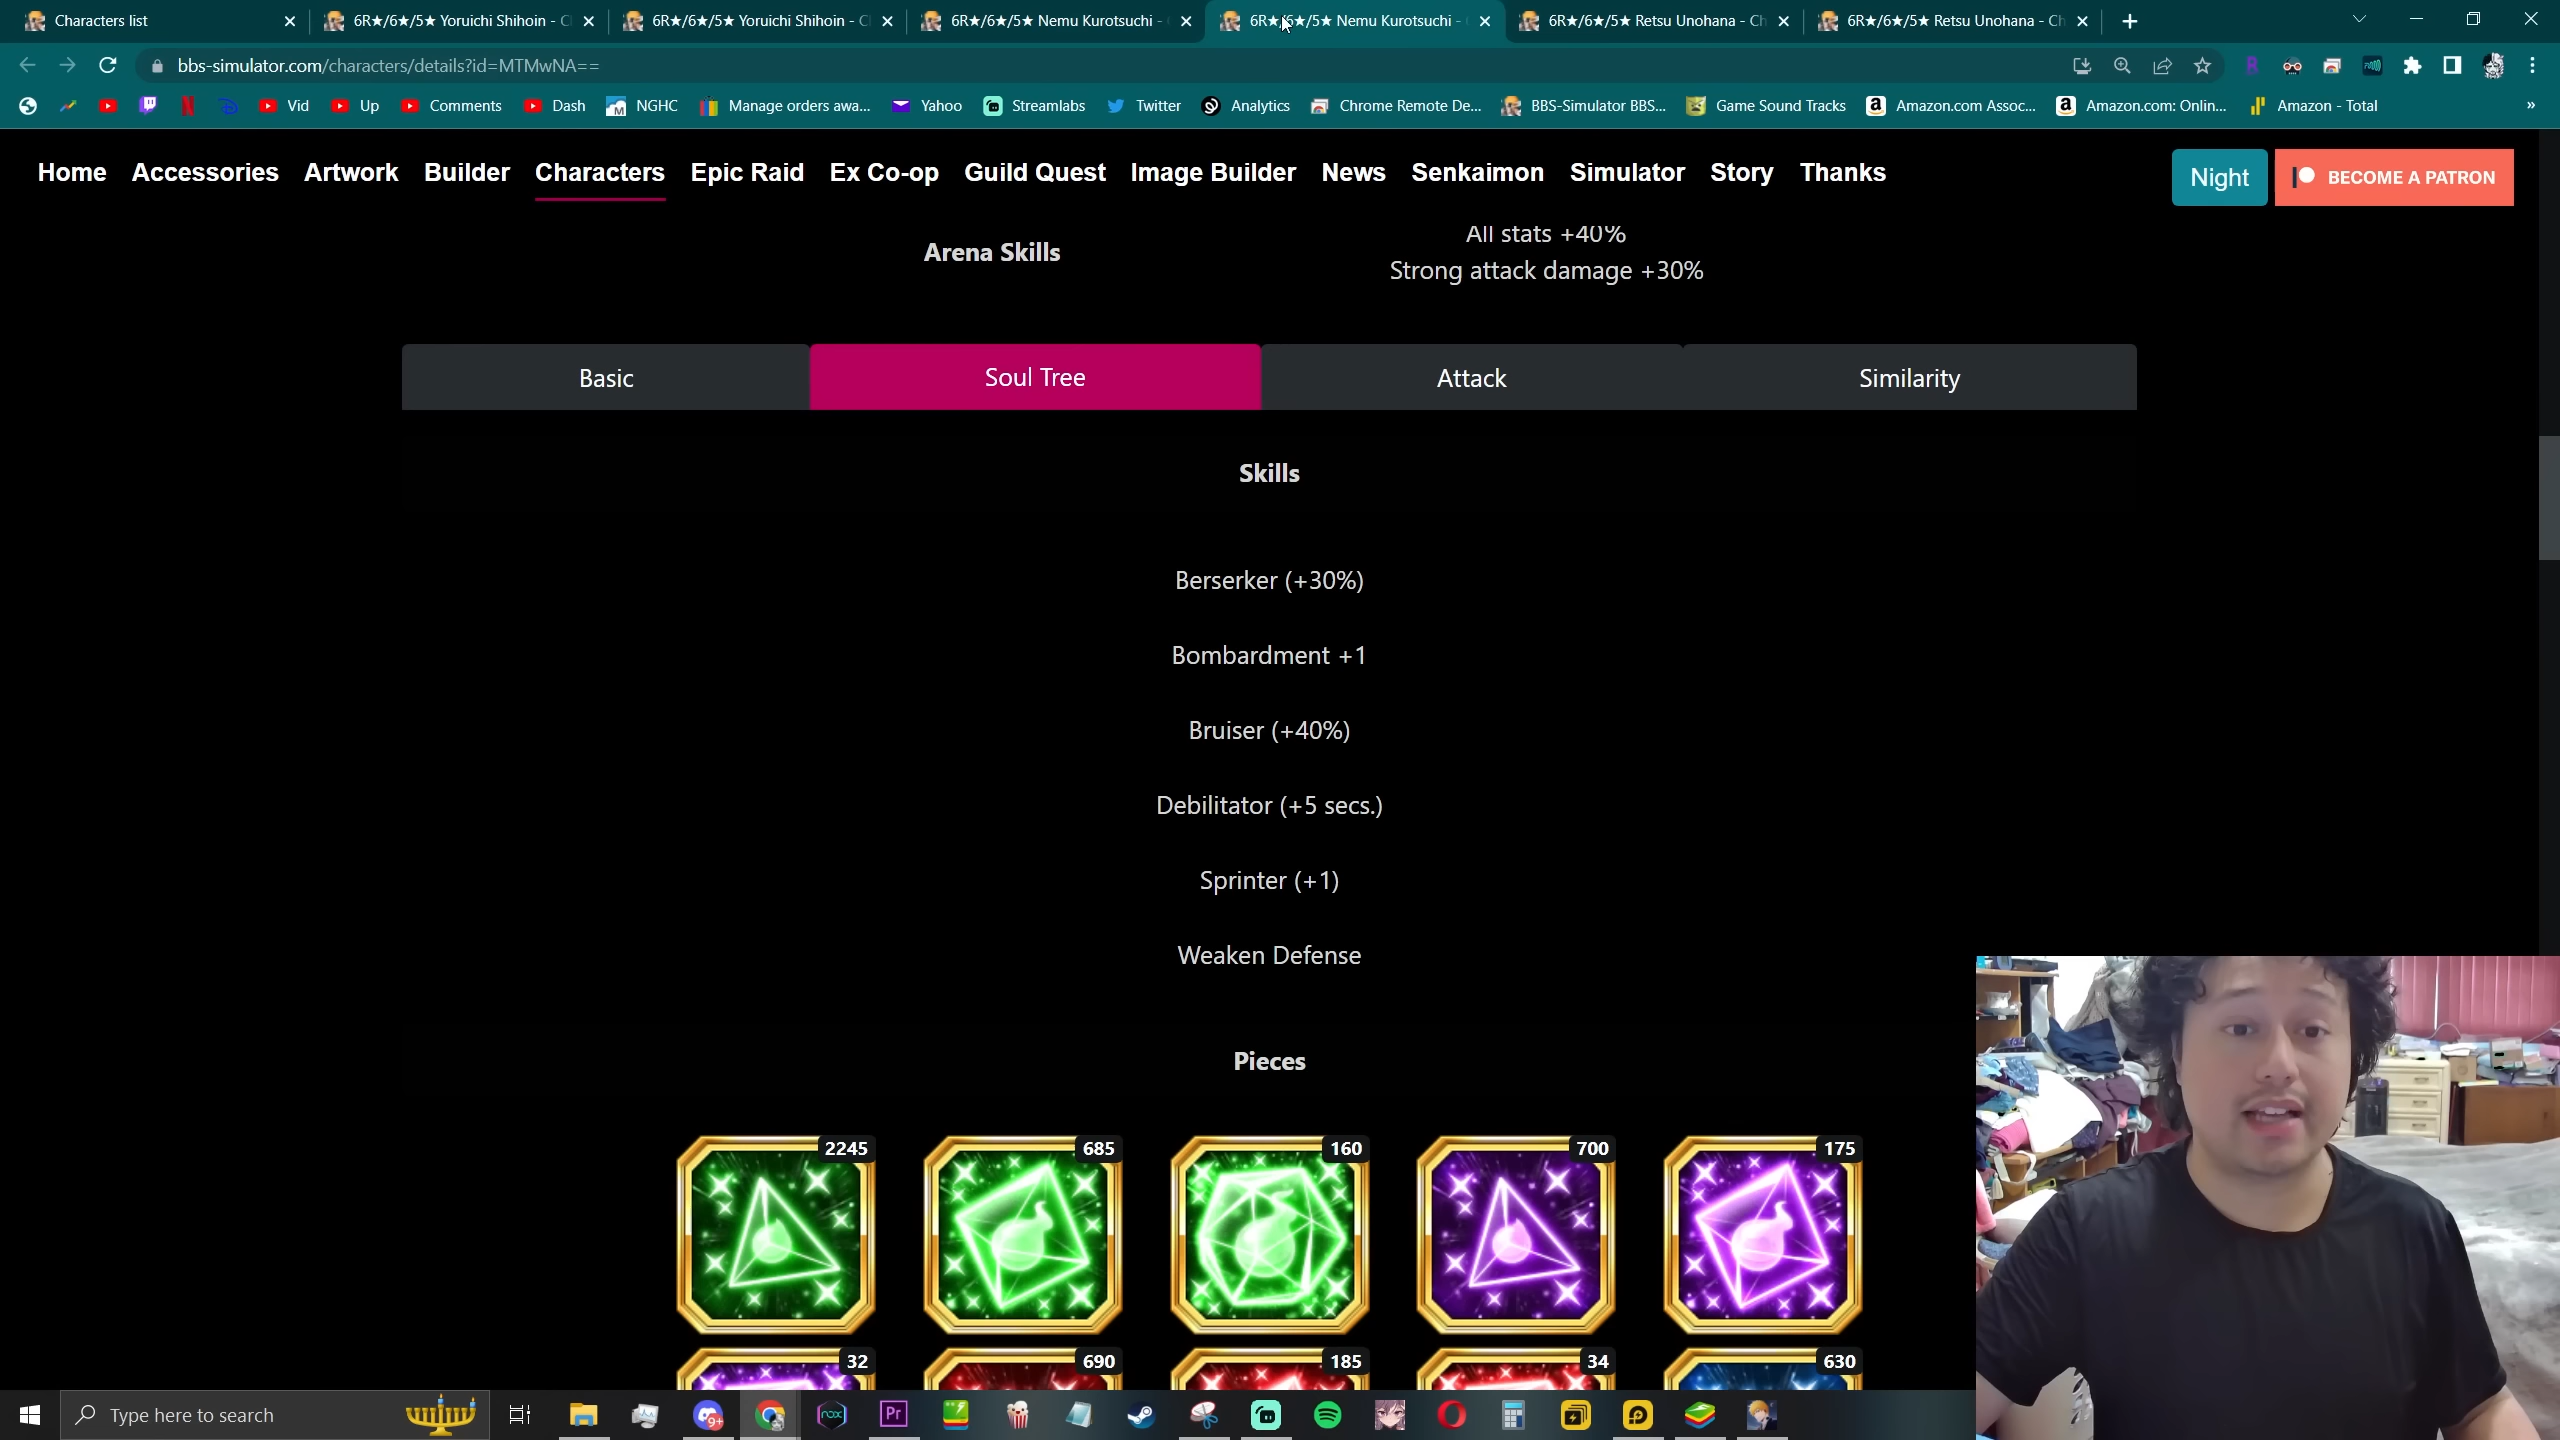 Characters list
6R★/6★/5★ Yoruichi Shihoin - C
6R★/6★/5★ Yoruichi Shihoin - C
6R★/6★/5★ Nemu Kurotsuchi -
6R★/6★/5★ Nemu Kurotsuchi -
6R★/6★/5★ Retsu Unohana - Ch
6R★/6★/5★ Retsu Unohana - Ch
bbs-simulator.com/characters/details?id=MTMwNA==
Vid
Up
Comments
Dash
NGHC
Manage orders awa...
Yahoo
Streamlabs
Twitter
Analytics
Chrome Remote De...
BBS-Simulator BBS...
Game Sound Tracks
Amazon.com Assoc...
Amazon.com: Onlin...
Amazon - Total
»
Home Accessories Artwork Builder Characters Epic Raid Ex Co-op Guild Quest Image Builder News Senkaimon Simulator Story Thanks
Night
BECOME A PATRON
Arena Skills
All stats +40%
Strong attack damage +30%
Basic
Soul Tree
Attack
Similarity
Skills
Berserker (+30%)
Bombardment +1
Bruiser (+40%)
Debilitator (+5 secs.)
Sprinter (+1)
Weaken Defense
Pieces
2245
685
160
700
175
32
690
185
34
630
Type here to search
9+
nox
Pr